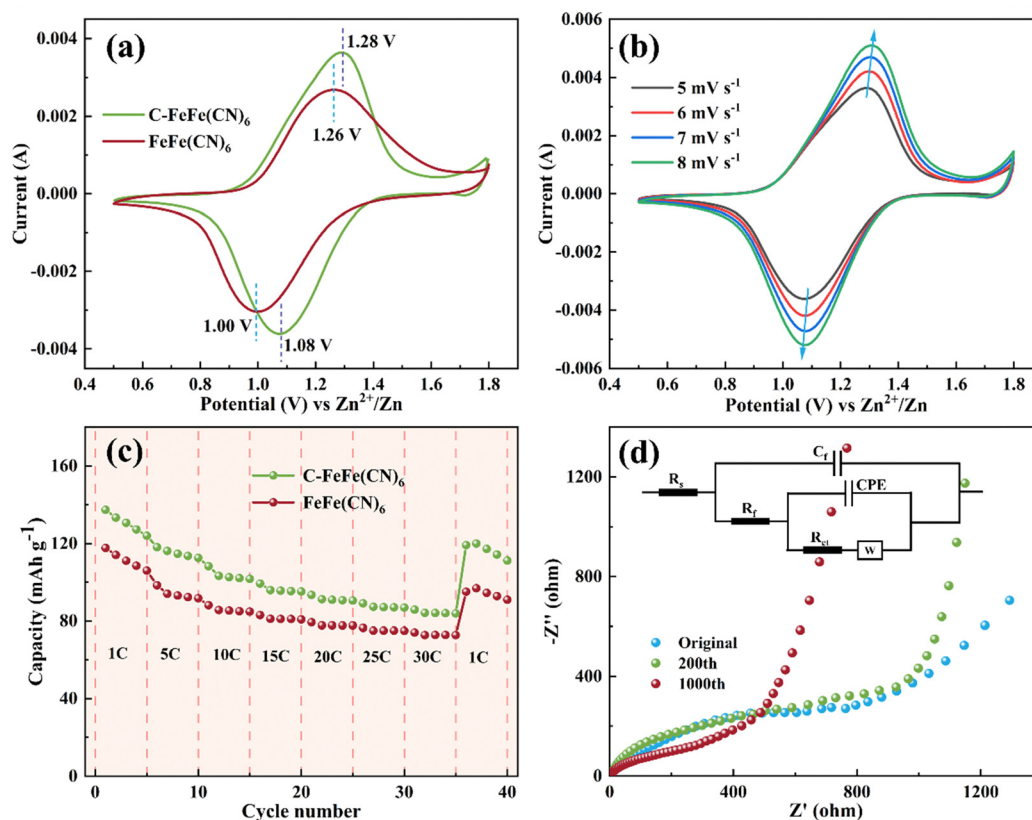 (a)
1.28 V
C-FeFe(CN)₆
FeFe(CN)₆
1.26 V
1.00 V
1.08 V
Current (A)
0.004
0.002
0.000
-0.002
-0.004
0.4 0.6 0.8 1.0 1.2 1.4 1.6 1.8
Potential (V) vs Zn²⁺/Zn
(b)
5 mV s⁻¹
6 mV s⁻¹
7 mV s⁻¹
8 mV s⁻¹
Current (A)
0.006
0.004
0.002
0.000
-0.002
-0.004
-0.006
0.4 0.6 0.8 1.0 1.2 1.4 1.6 1.8
Potential (V) vs Zn²⁺/Zn
(c)
C-FeFe(CN)₆
FeFe(CN)₆
1C 5C 10C 15C 20C 25C 30C 1C
Capacity (mAh g⁻¹)
160
120
80
40
0
0 10 20 30 40
Cycle number
(d)
Cf
Rs
CPE
Rf
Rct
W
Original
200th
1000th
-Z'' (ohm)
-1200
-800
-400
0
0 400 800 1200
Z' (ohm)